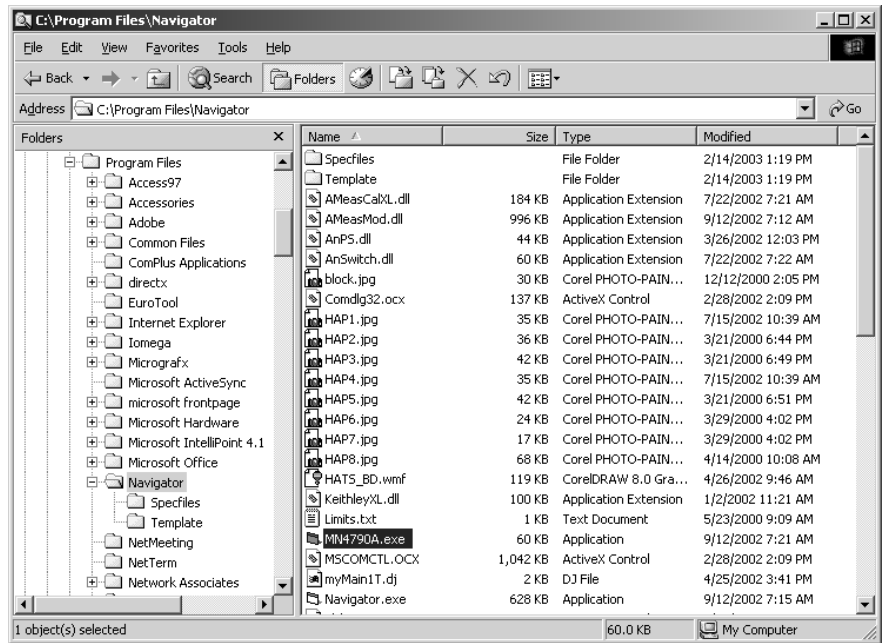 C:\Program Files\Navigator
File Edit View Favorites Tools Help
Back Search Folders
Address C:\Program Files\Navigator Go
Folders
Program Files
Access97
Accessories
Adobe
Common Files
ComPlus Applications
directx
EuroTool
Internet Explorer
Iomega
Micrografx
Microsoft ActiveSync
microsoft frontpage
Microsoft Hardware
Microsoft IntelliPoint 4.1
Microsoft Office
Navigator
Specfiles
Template
NetMeeting
NetTerm
Network Associates
Name Size Type Modified
Specfiles File Folder 2/14/2003 1:19 PM
Template File Folder 2/14/2003 1:19 PM
AMeasCalXL.dll 184 KB Application Extension 7/22/2002 7:21 AM
AMeasMod.dll 996 KB Application Extension 9/12/2002 7:12 AM
AnPS.dll 44 KB Application Extension 3/26/2002 12:03 PM
AnSwitch.dll 60 KB Application Extension 7/22/2002 7:22 AM
block.jpg 30 KB Corel PHOTO-PAIN... 12/12/2000 2:05 PM
Comdlg32.ocx 137 KB ActiveX Control 2/28/2002 2:09 PM
HAP1.jpg 35 KB Corel PHOTO-PAIN... 7/15/2002 10:39 AM
HAP2.jpg 36 KB Corel PHOTO-PAIN... 3/21/2000 6:44 PM
HAP3.jpg 42 KB Corel PHOTO-PAIN... 3/21/2000 6:49 PM
HAP4.jpg 35 KB Corel PHOTO-PAIN... 7/15/2002 10:39 AM
HAP5.jpg 42 KB Corel PHOTO-PAIN... 3/21/2000 6:51 PM
HAP6.jpg 24 KB Corel PHOTO-PAIN... 3/29/2000 4:02 PM
HAP7.jpg 17 KB Corel PHOTO-PAIN... 3/29/2000 4:02 PM
HAP8.jpg 68 KB Corel PHOTO-PAIN... 4/14/2000 10:08 AM
HATS_BD.wmf 119 KB CorelDRAW 8.0 Gra... 4/26/2002 9:46 AM
KeithleyXL.dll 100 KB Application Extension 1/2/2002 11:21 AM
Limits.txt 1 KB Text Document 5/23/2000 9:09 AM
MN4790A.exe 60 KB Application 9/12/2002 7:21 AM
MSCOMCTL.OCX 1,042 KB ActiveX Control 2/28/2002 2:09 PM
myMain1T.dj 2 KB DJ File 4/25/2002 3:41 PM
Navigator.exe 628 KB Application 9/12/2002 7:15 AM
1 object(s) selected 60.0 KB My Computer